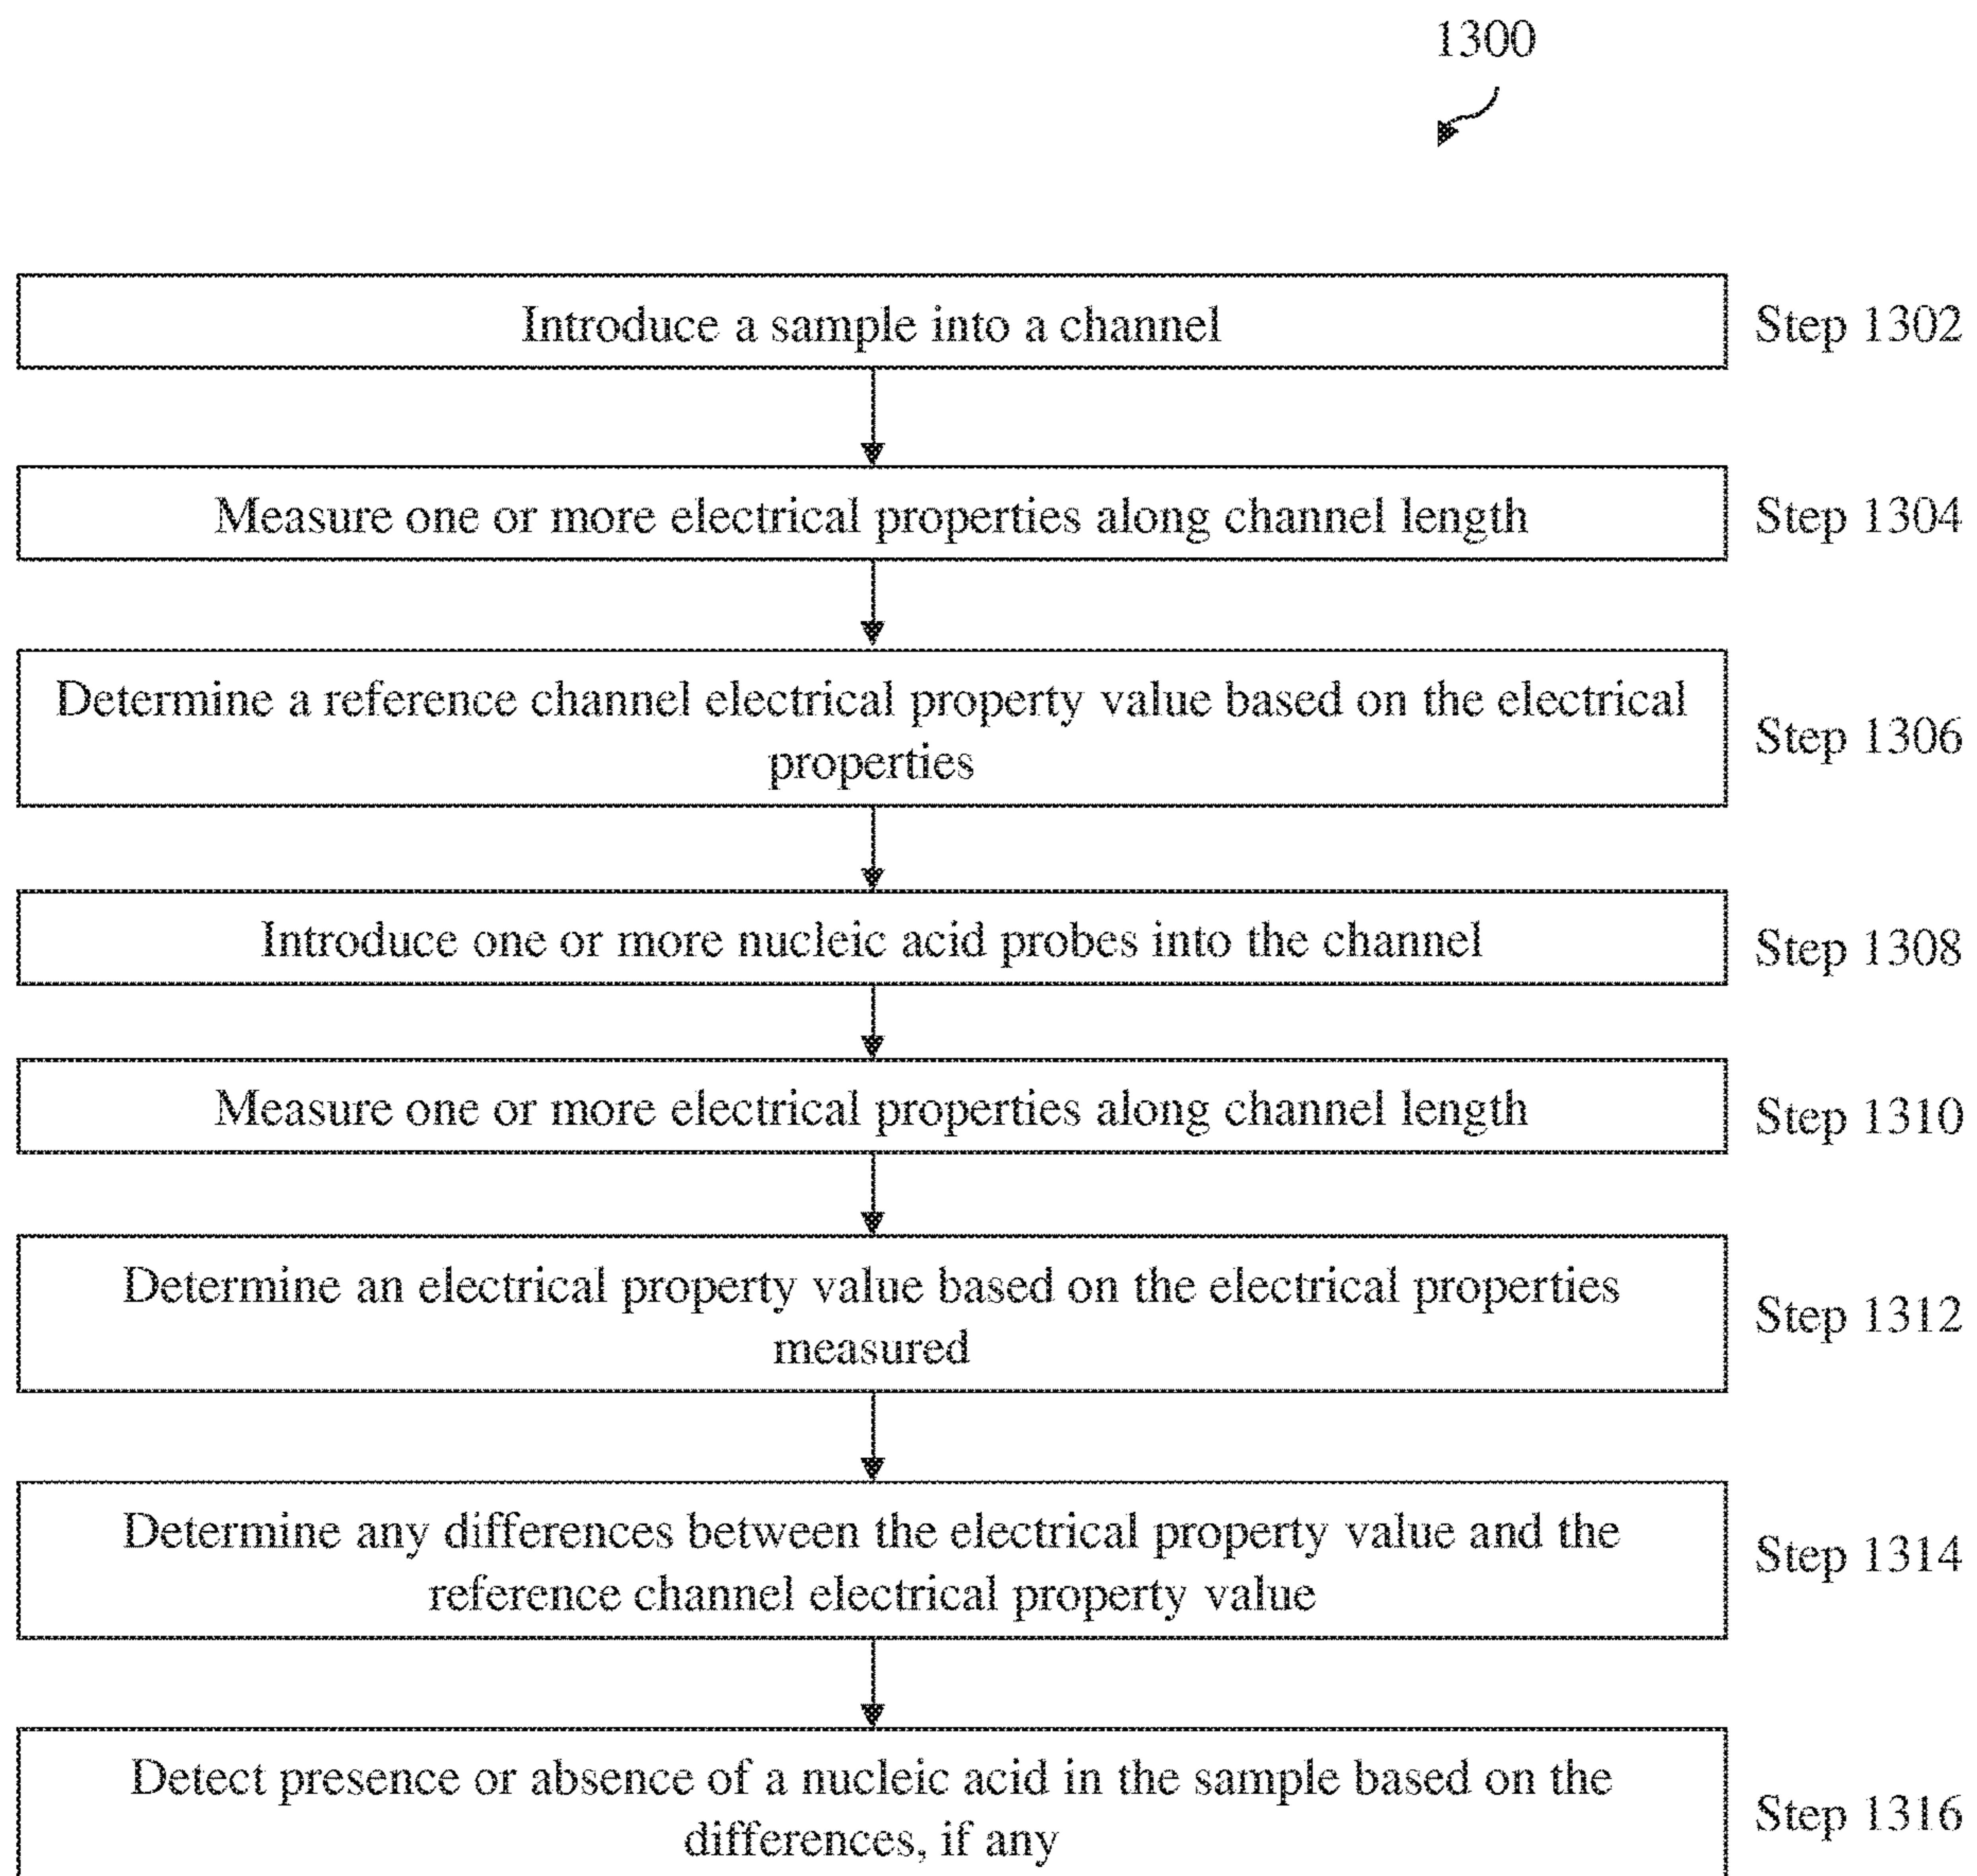 1300
Introduce a sample into a channel
Step 1302
Measure one or more electrical properties along channel length
Step 1304
Determine a reference channel electrical property value based on the electrical
properties
Step 1306
Introduce one or more nucleic acid probes into the channel
Step 1308
Measure one or more electrical properties along channel length
Step 1310
Determine an electrical property value based on the electrical properties
measured
Step 1312
Determine any differences between the electrical property value and the
reference channel electrical property value
Step 1314
Detect presence or absence of a nucleic acid in the sample based on the
differences, if any
Step 1316